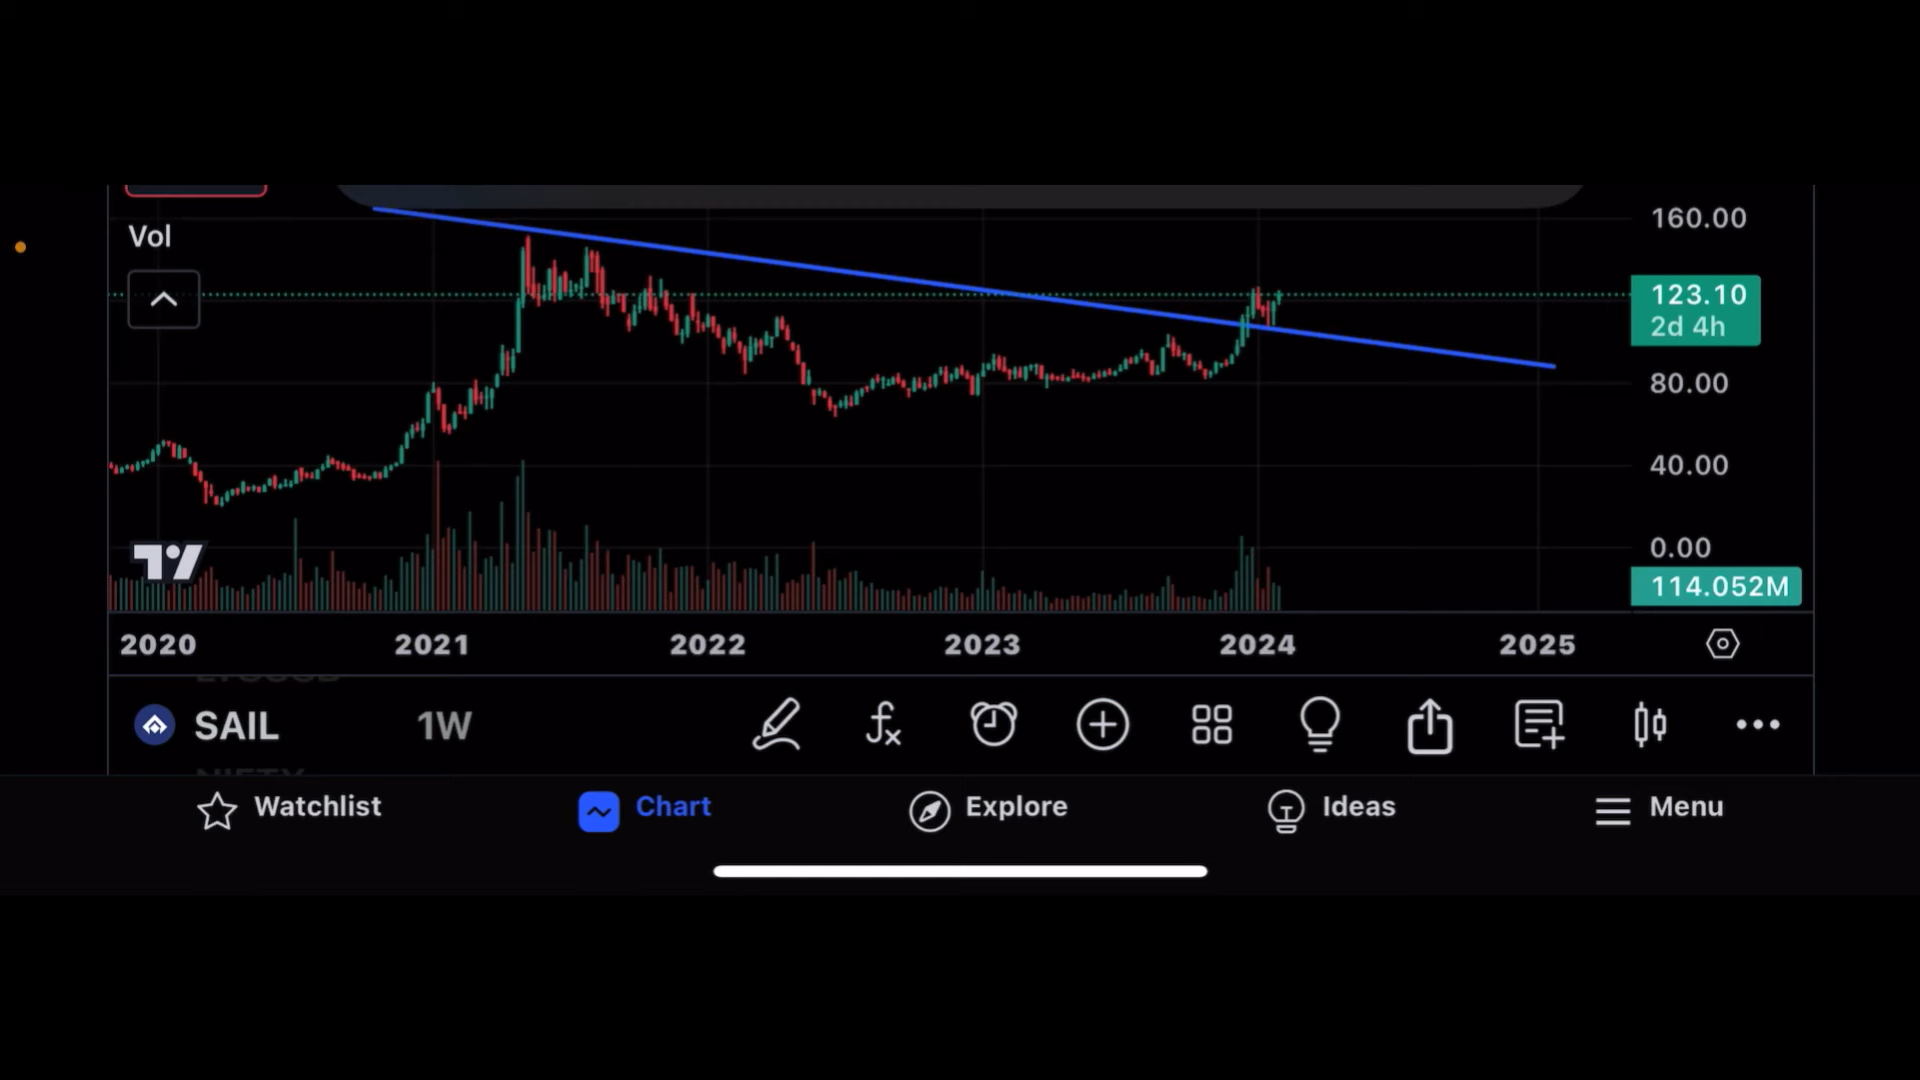 160.00
Vol
123.10
2d 4h
80.00
40.00
0.00
114.052M
2020 2021 2022 2023 2024 2025
SAIL 1W
Watchlist Chart Explore Ideas Menu